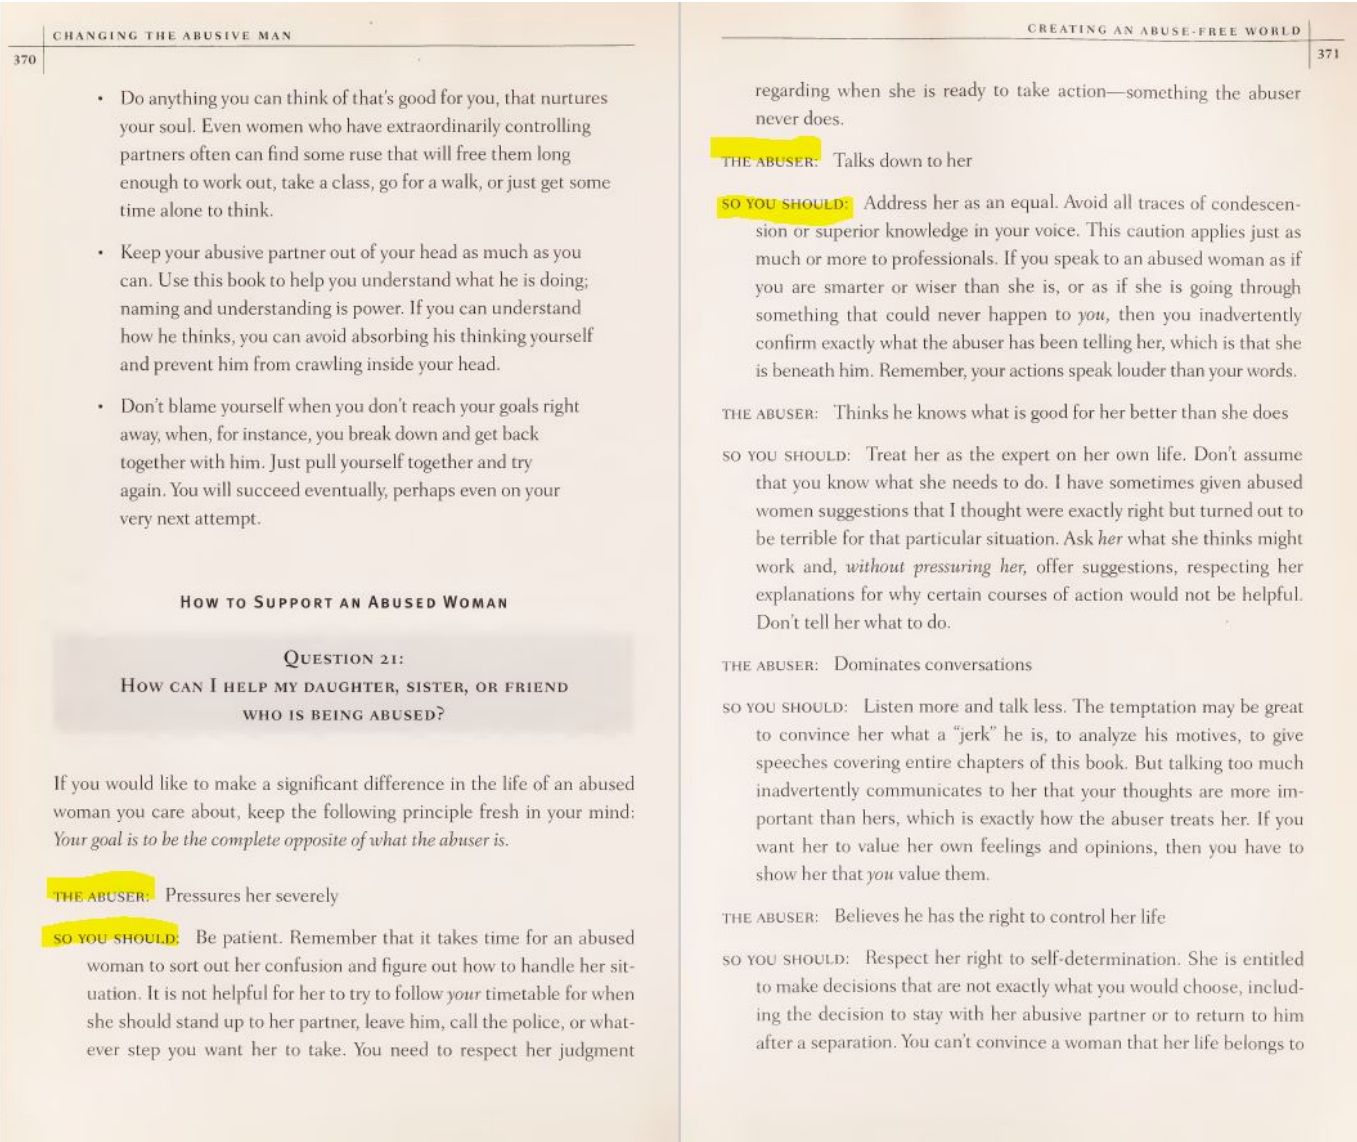 CHANGING THE ABUSIVE MAN
370
• Do anything you can think of that's good for you, that nurtures
your soul. Even women who have extraordinarily controlling
partners often can find some ruse that will free them long
enough to work out, take a class, go for a walk, or just get some
time alone to think.
• Keep your abusive partner out of your head as much as you
can. Use this book to help you understand what he is doing;
naming and understanding is power. If you can understand
how he thinks, you can avoid absorbing his thinking yourself
and prevent him from crawling inside your head.
• Don't blame yourself when you don't reach your goals right
away, when, for instance, you break down and get back
together with him. Just pull yourself together and try
again. You will succeed eventually, perhaps even on your
very next attempt.
HOW TO SUPPORT AN ABUSED WOMAN
QUESTION 21:
HOW CAN I HELP MY DAUGHTER, SISTER, OR FRIEND
WHO IS BEING ABUSED?
If you would like to make a significant difference in the life of an abused
woman you care about, keep the following principle fresh in your mind:
Your goal is to be the complete opposite of what the abuser is.
THE ABUSER: Pressures her severely
SO YOU SHOULD: Be patient. Remember that it takes time for an abused
woman to sort out her confusion and figure out how to handle her sit-
uation. It is not helpful for her to try to follow your timetable for when
she should stand up to her partner, leave him, call the police, or what-
ever step you want her to take. You need to respect her judgment
CREATING AN ABUSE-FREE WORLD
371
regarding when she is ready to take action—something the abuser
never does.
THE ABUSER: Talks down to her
SO YOU SHOULD: Address her as an equal. Avoid all traces of condescen-
sion or superior knowledge in your voice. This caution applies just as
much or more to professionals. If you speak to an abused woman as if
you are smarter or wiser than she is, or as if she is going through
something that could never happen to you, then you inadvertently
confirm exactly what the abuser has been telling her, which is that she
is beneath him. Remember, your actions speak louder than your words.
THE ABUSER: Thinks he knows what is good for her better than she does
SO YOU SHOULD: Treat her as the expert on her own life. Don't assume
that you know what she needs to do. I have sometimes given abused
women suggestions that I thought were exactly right but turned out to
be terrible for that particular situation. Ask her what she thinks might
work and, without pressuring her, offer suggestions, respecting her
explanations for why certain courses of action would not be helpful.
Don't tell her what to do.
THE ABUSER: Dominates conversations
SO YOU SHOULD: Listen more and talk less. The temptation may be great
to convince her what a "jerk" he is, to analyze his motives, to give
speeches covering entire chapters of this book. But talking too much
inadvertently communicates to her that your thoughts are more im-
portant than hers, which is exactly how the abuser treats her. If you
want her to value her own feelings and opinions, then you have to
show her that you value them.
THE ABUSER: Believes he has the right to control her life
SO YOU SHOULD: Respect her right to self-determination. She is entitled
to make decisions that are not exactly what you would choose, includ-
ing the decision to stay with her abusive partner or to return to him
after a separation. You can't convince a woman that her life belongs to